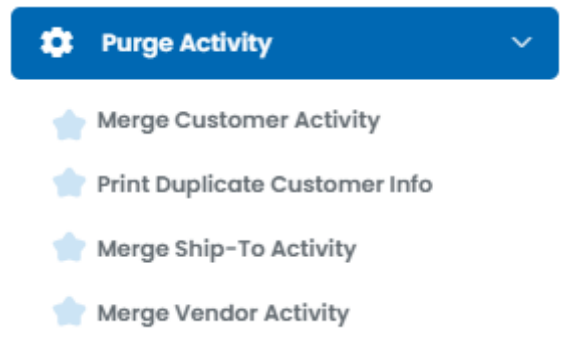 Purge Activity
Merge Customer Activity
Print Duplicate Customer Info
Merge Ship-To Activity
Merge Vendor Activity